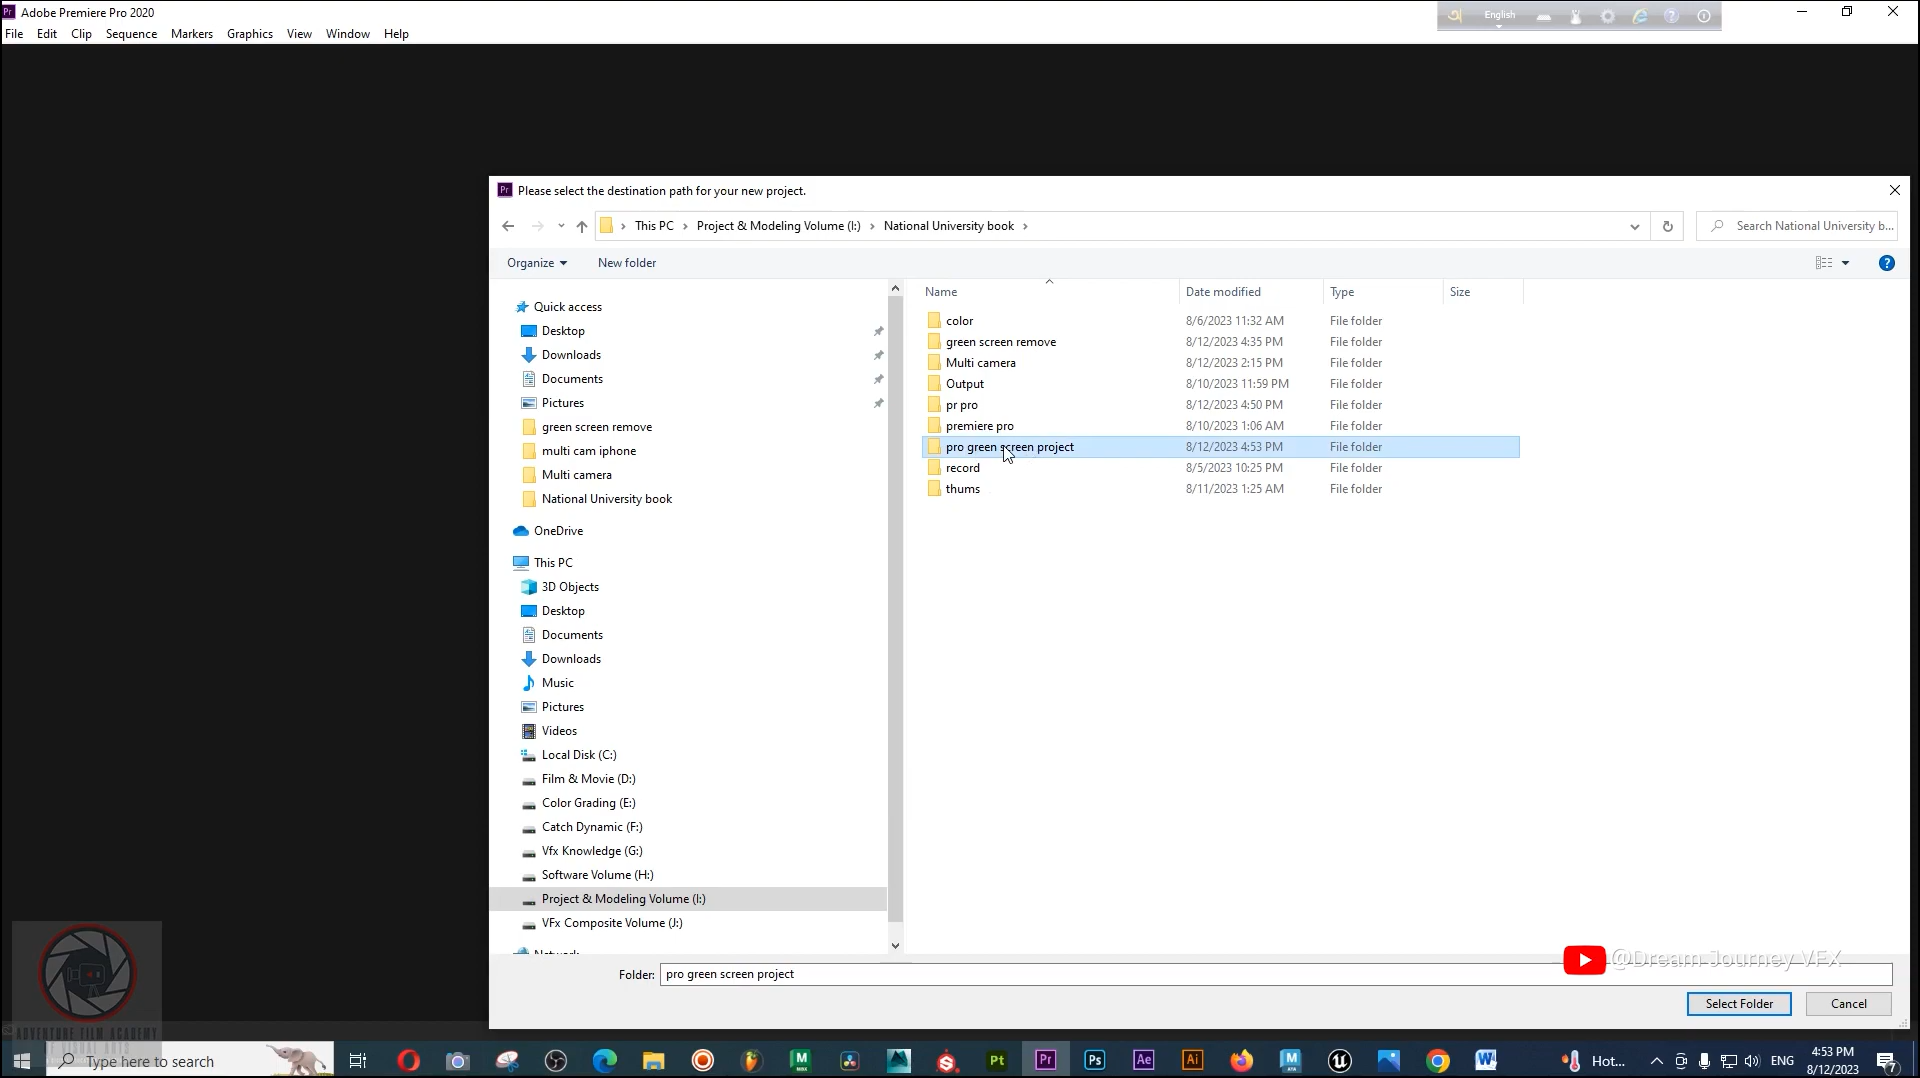 Adobe Premiere Pro 2020
English
File Edit Clip Sequence Markers Graphics View Window Help
Please select the destination path for your new project.
This PC > Project & Modeling Volume (I:) > National University book >
Search National University b...
Organize
New folder
Name Date modified Type Size
color 8/6/2023 11:32 AM File folder
green screen remove 8/12/2023 4:35 PM File folder
Multi camera 8/12/2023 2:15 PM File folder
Output 8/10/2023 11:59 PM File folder
pr pro 8/12/2023 4:50 PM File folder
premiere pro 8/10/2023 1:06 AM File folder
pro green screen project 8/12/2023 4:53 PM File folder
record 8/5/2023 10:25 PM File folder
thums 8/11/2023 1:25 AM File folder
Quick access
Desktop
Downloads
Documents
Pictures
green screen remove
multi cam iphone
Multi camera
National University book
OneDrive
This PC
3D Objects
Desktop
Documents
Downloads
Music
Pictures
Videos
Local Disk (C:)
Film & Movie (D:)
Color Grading (E:)
Catch Dynamic (F:)
Vfx Knowledge (G:)
Software Volume (H:)
Project & Modeling Volume (I:)
VFx Composite Volume (J:)
Network
@Dream Journey VFX
Folder: pro green screen project
Select Folder Cancel
ADVENTURE FILM ACADEMY
Type here to search
Hot...
ENG
4:53 PM
8/12/2023